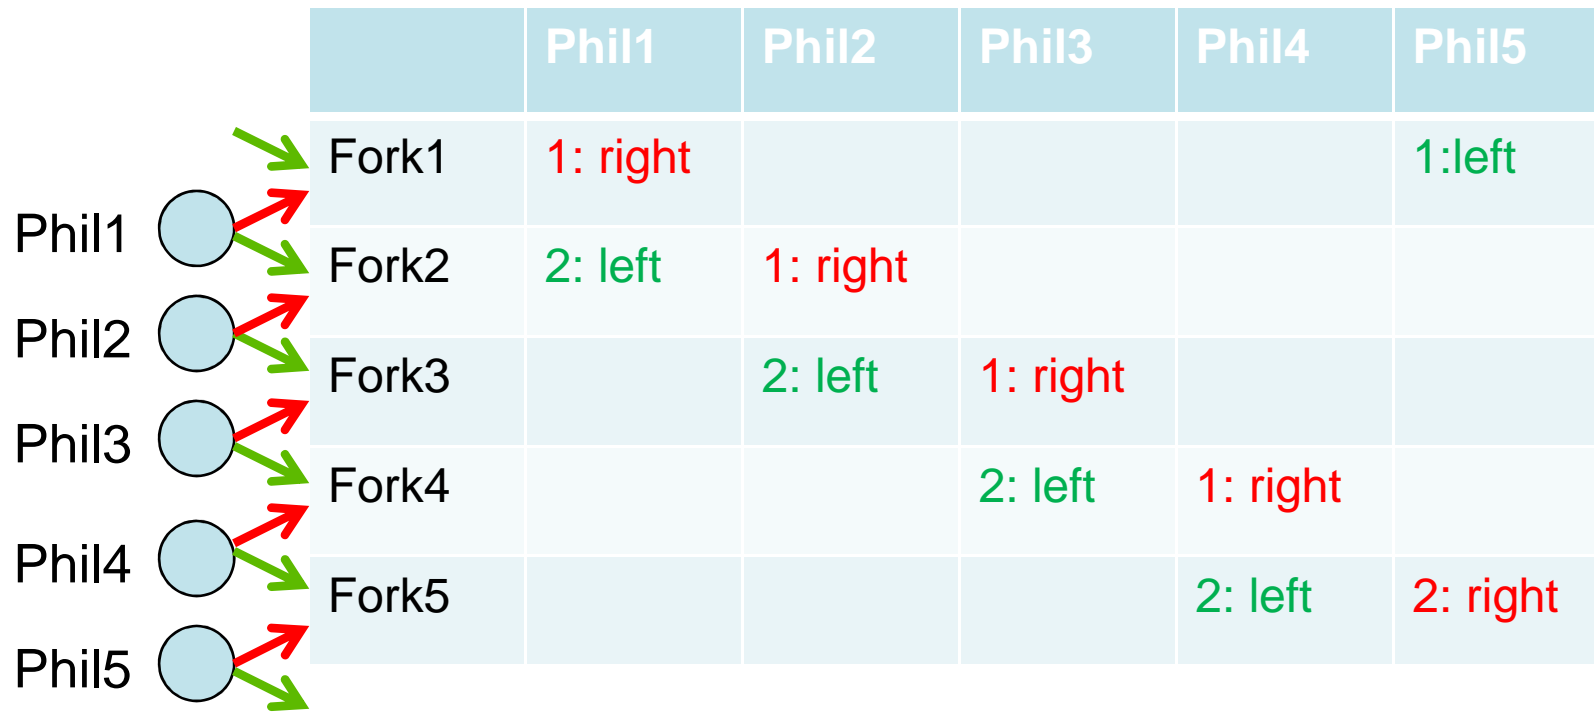 Phil1 Phil2 Phil3 Phil4 Phil5
Fork1 1: right 1:left
Phil1
Fork2 2: left 1: right
Phil2
Fork3 2: left 1: right
Phil3
Fork4 2: left 1: right
Phil4
Fork5 2: left 2: right
Phil5